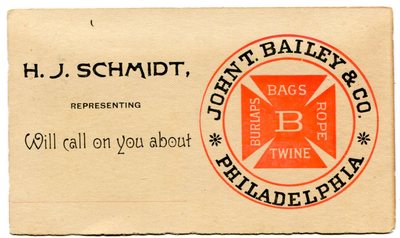 H. J. SCHMIDT,
REPRESENTING
Will call on you about
JOHN T. BAILEY & CO.
BAGS
BURLAPS
B
ROPE
TWINE
* PHILADELPHIA *